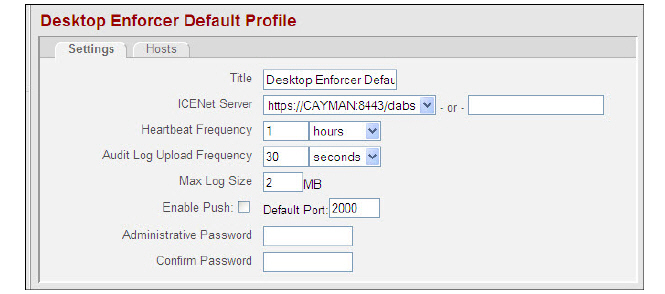 Desktop Enforcer Default Profile
Settings Hosts
Title Desktop Enforcer Defau
ICENet Server https://CAYMAN:8443/dabs - or -
Heartbeat Frequency 1 hours
Audit Log Upload Frequency 30 seconds
Max Log Size 2 MB
Enable Push: Default Port: 2000
Administrative Password
Confirm Password